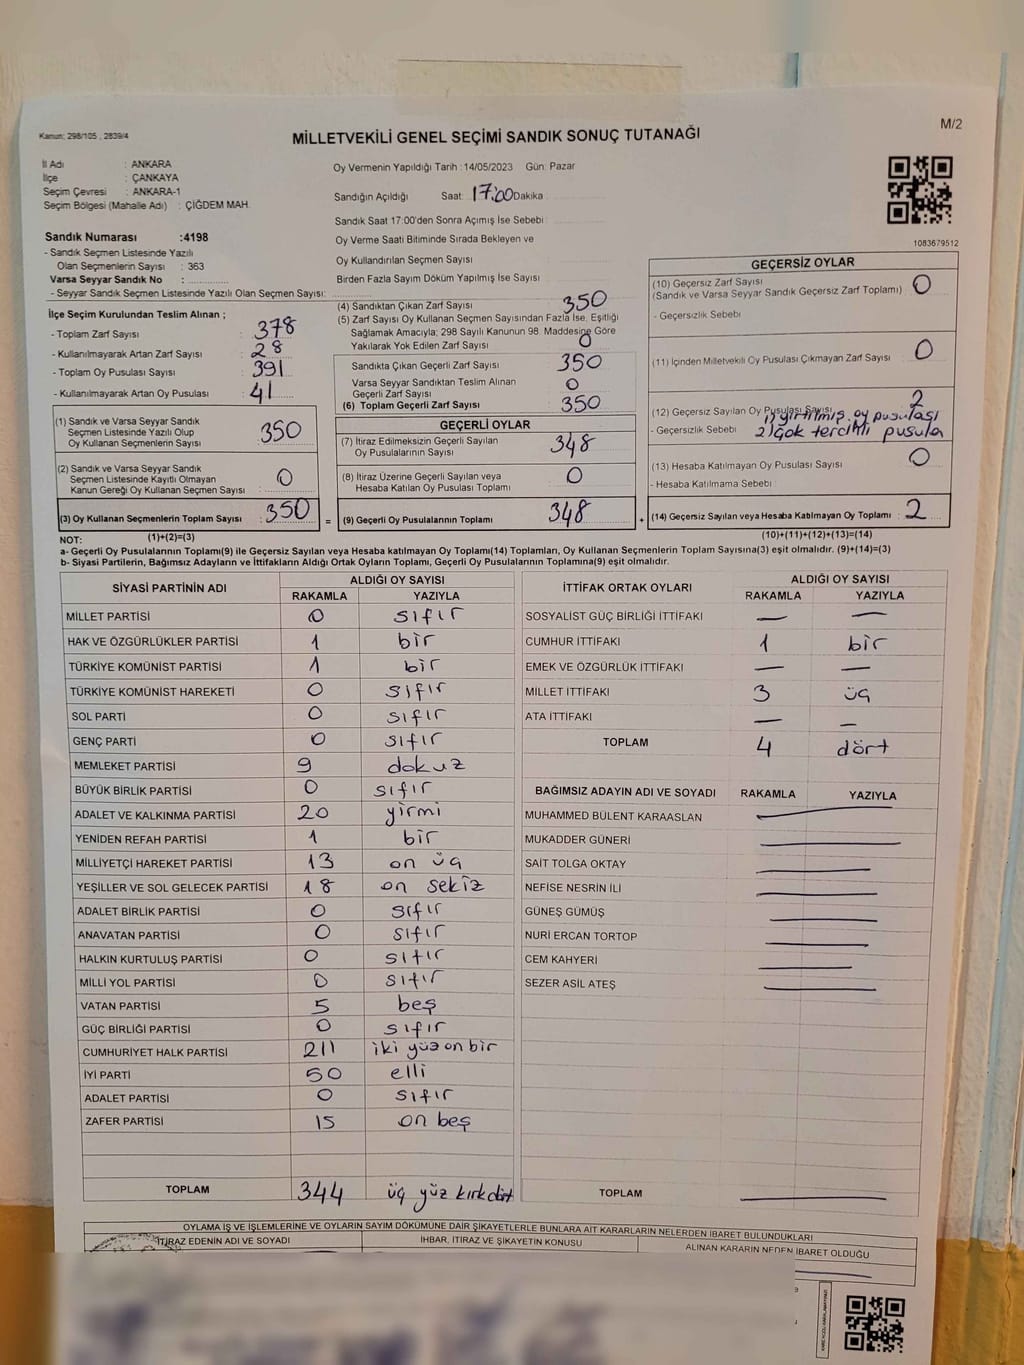 Kanun: 298/105 , 2839/4
M/2
MİLLETVEKİLİ GENEL SEÇİMİ SANDIK SONUÇ TUTANAĞI
İl Adı : ANKARA
İlçe : ÇANKAYA
Seçim Çevresi : ANKARA-1
Seçim Bölgesi (Mahalle Adı) : ÇİĞDEM MAH.
Sandık Numarası :4198
- Sandık Seçmen Listesinde Yazılı
Olan Seçmenlerin Sayısı : 363
Varsa Seyyar Sandık No :
- Seyyar Sandık Seçmen Listesinde Yazılı Olan Seçmen Sayısı:
Oy Vermenin Yapıldığı Tarih :14/05/2023 Gün: Pazar
Sandığın Açıldığı Saat: 17:00 Dakika
Sandık Saat 17:00'den Sonra Açımış İse Sebebi
Oy Verme Saati Bitiminde Sırada Bekleyen ve
Oy Kullandırılan Seçmen Sayısı
Birden Fazla Sayım Döküm Yapılmış İse Sayısı
1083679512
İlçe Seçim Kurulundan Teslim Alınan ;
- Toplam Zarf Sayısı : 378
- Kullanılmayarak Artan Zarf Sayısı : 28
- Toplam Oy Pusulası Sayısı : 391
- Kullanılmayarak Artan Oy Pusulası : 41
(1) Sandık ve Varsa Seyyar Sandık
Seçmen Listesinde Yazılı Olup
Oy Kullanan Seçmenlerin Sayısı : 350
(2) Sandık ve Varsa Seyyar Sandık
Seçmen Listesinde Kayıtlı Olmayan
Kanun Gereği Oy Kullanan Seçmen Sayısı : 0
(3) Oy Kullanan Seçmenlerin Toplam Sayısı : 350
(1)+(2)=(3)
(4) Sandıktan Çıkan Zarf Sayısı 350
(5) Zarf Sayısı Oy Kullanan Seçmen Sayısından Fazla İse, Eşitliği
Sağlamak Amacıyla; 298 Sayılı Kanunun 98. Maddesine Göre
Yakılarak Yok Edilen Zarf Sayısı 0
Sandıkta Çıkan Geçerli Zarf Sayısı 350
Varsa Seyyar Sandıktan Teslim Alınan
Geçerli Zarf Sayısı 0
(6) Toplam Geçerli Zarf Sayısı 350
GEÇERLİ OYLAR
(7) İtiraz Edilmeksizin Geçerli Sayılan
Oy Pusulalarının Sayısı 348
(8) İtiraz Üzerine Geçerli Sayılan veya
Hesaba Katılan Oy Pusulası Toplamı 0
= (9) Geçerli Oy Pusulalarının Toplamı 348
GEÇERSİZ OYLAR
(10) Geçersiz Zarf Sayısı
(Sandık ve Varsa Seyyar Sandık Geçersiz Zarf Toplamı) 0
- Geçersizlik Sebebi
(11) İçinden Milletvekili Oy Pusulası Çıkmayan Zarf Sayısı 0
(12) Geçersiz Sayılan Oy Pusulası Sayısı 2
- Geçersizlik Sebebi 1) yırtılmış oy pusulası
2) çok tercihli pusula
(13) Hesaba Katılmayan Oy Pusulası Sayısı 0
- Hesaba Katılmama Sebebi
+ (14) Geçersiz Sayılan veya Hesaba Katılmayan Oy Toplamı 2
(10)+(11)+(12)+(13)=(14)
NOT:
a- Geçerli Oy Pusulalarının Toplamı(9) ile Geçersiz Sayılan veya Hesaba katılmayan Oy Toplamı(14) Toplamları, Oy Kullanan Seçmenlerin Toplam Sayısına(3) eşit olmalıdır. (9)+(14)=(3)
b- Siyasi Partilerin, Bağımsız Adayların ve İttifakların Aldığı Ortak Oyların Toplamı, Geçerli Oy Pusulalarının Toplamına(9) eşit olmalıdır.
SİYASİ PARTİNİN ADI ALDIĞI OY SAYISI
RAKAMLA YAZIYLA
MİLLET PARTİSİ 0 sıfır
HAK VE ÖZGÜRLÜKLER PARTİSİ 1 bir
TÜRKİYE KOMÜNİST PARTİSİ 1 bir
TÜRKİYE KOMÜNİST HAREKETİ 0 sıfır
SOL PARTİ 0 sıfır
GENÇ PARTİ 0 sıfır
MEMLEKET PARTİSİ 9 dokuz
BÜYÜK BİRLİK PARTİSİ 0 sıfır
ADALET VE KALKINMA PARTİSİ 20 yirmi
YENİDEN REFAH PARTİSİ 1 bir
MİLLİYETÇİ HAREKET PARTİSİ 13 on üç
YEŞİLLER VE SOL GELECEK PARTİSİ 18 on sekiz
ADALET BİRLİK PARTİSİ 0 sıfır
ANAVATAN PARTİSİ 0 sıfır
HALKIN KURTULUŞ PARTİSİ 0 sıfır
MİLLİ YOL PARTİSİ 0 sıfır
VATAN PARTİSİ 5 beş
GÜÇ BİRLİĞİ PARTİSİ 0 sıfır
CUMHURİYET HALK PARTİSİ 211 iki yüz on bir
İYİ PARTİ 50 elli
ADALET PARTİSİ 0 sıfır
ZAFER PARTİSİ 15 on beş
TOPLAM 344 üç yüz kırk dört
İTTİFAK ORTAK OYLARI ALDIĞI OY SAYISI
RAKAMLA YAZIYLA
SOSYALİST GÜÇ BİRLİĞİ İTTİFAKI — —
CUMHUR İTTİFAKI 1 bir
EMEK VE ÖZGÜRLÜK İTTİFAKI — —
MİLLET İTTİFAKI 3 üç
ATA İTTİFAKI — —
TOPLAM 4 dört
BAĞIMSIZ ADAYIN ADI VE SOYADI RAKAMLA YAZIYLA
MUHAMMED BÜLENT KARAASLAN
MUKADDER GÜNERİ
SAİT TOLGA OKTAY
NEFİSE NESRİN İLİ
GÜNEŞ GÜMÜŞ
NURİ ERCAN TORTOP
CEM KAHYERİ
SEZER ASİL ATEŞ
TOPLAM
OYLAMA İŞ VE İŞLEMLERİNE VE OYLARIN SAYIM DÖKÜMÜNE DAİR ŞİKAYETLERLE BUNLARA AİT KARARLARIN NELERDEN İBARET BULUNDUKLARI
İTİRAZ EDENİN ADI VE SOYADI İHBAR, İTİRAZ VE ŞİKAYETİN KONUSU ALINAN KARARIN NEDEN İBARET OLDUĞU